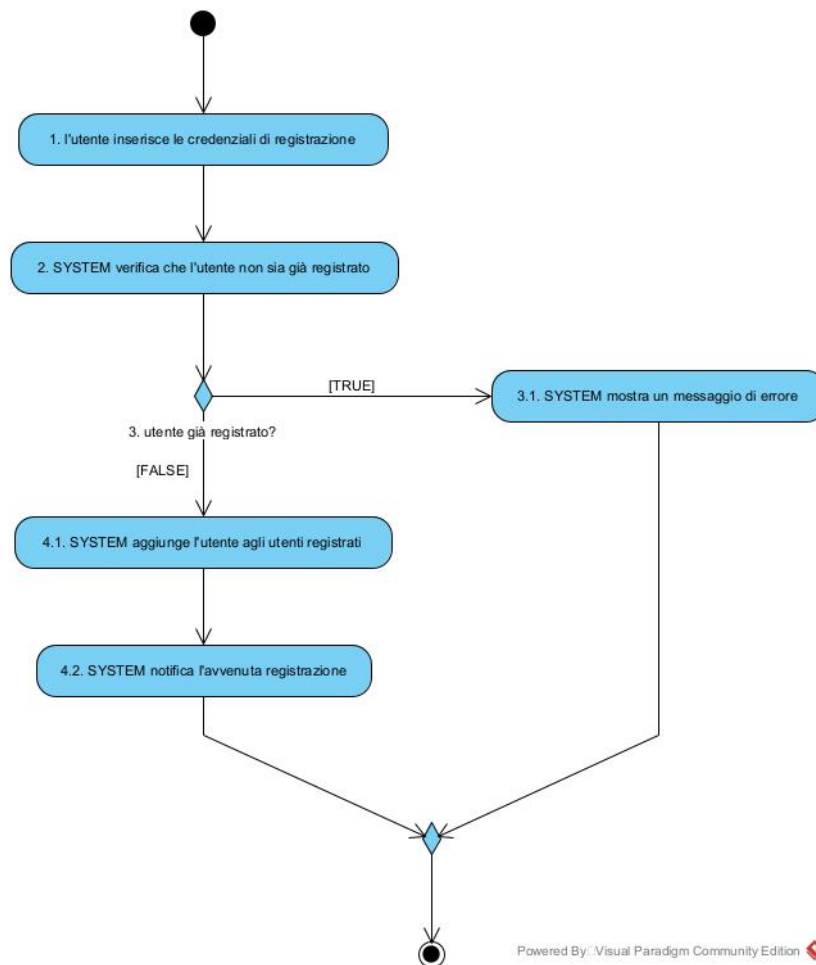 1. l'utente inserisce le credenziali di registrazione
2. SYSTEM verifica che l'utente non sia già registrato
[TRUE]
3.1. SYSTEM mostra un messaggio di errore
3. utente già registrato?
[FALSE]
4.1. SYSTEM aggiunge l'utente agli utenti registrati
4.2. SYSTEM notifica l'avvenuta registrazione
Powered By Visual Paradigm Community Edition